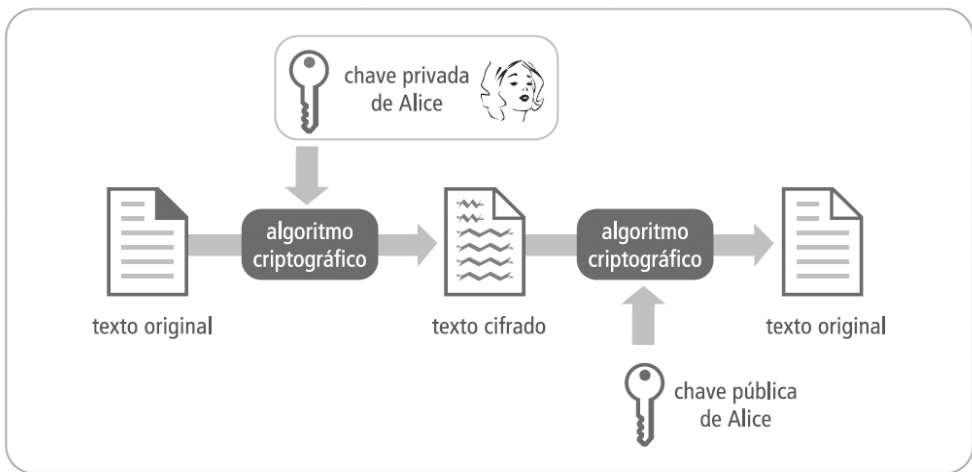 chave privada
de Alice
algoritmo
criptográfico
algoritmo
criptográfico
texto original
texto cifrado
texto original
chave pública
de Alice